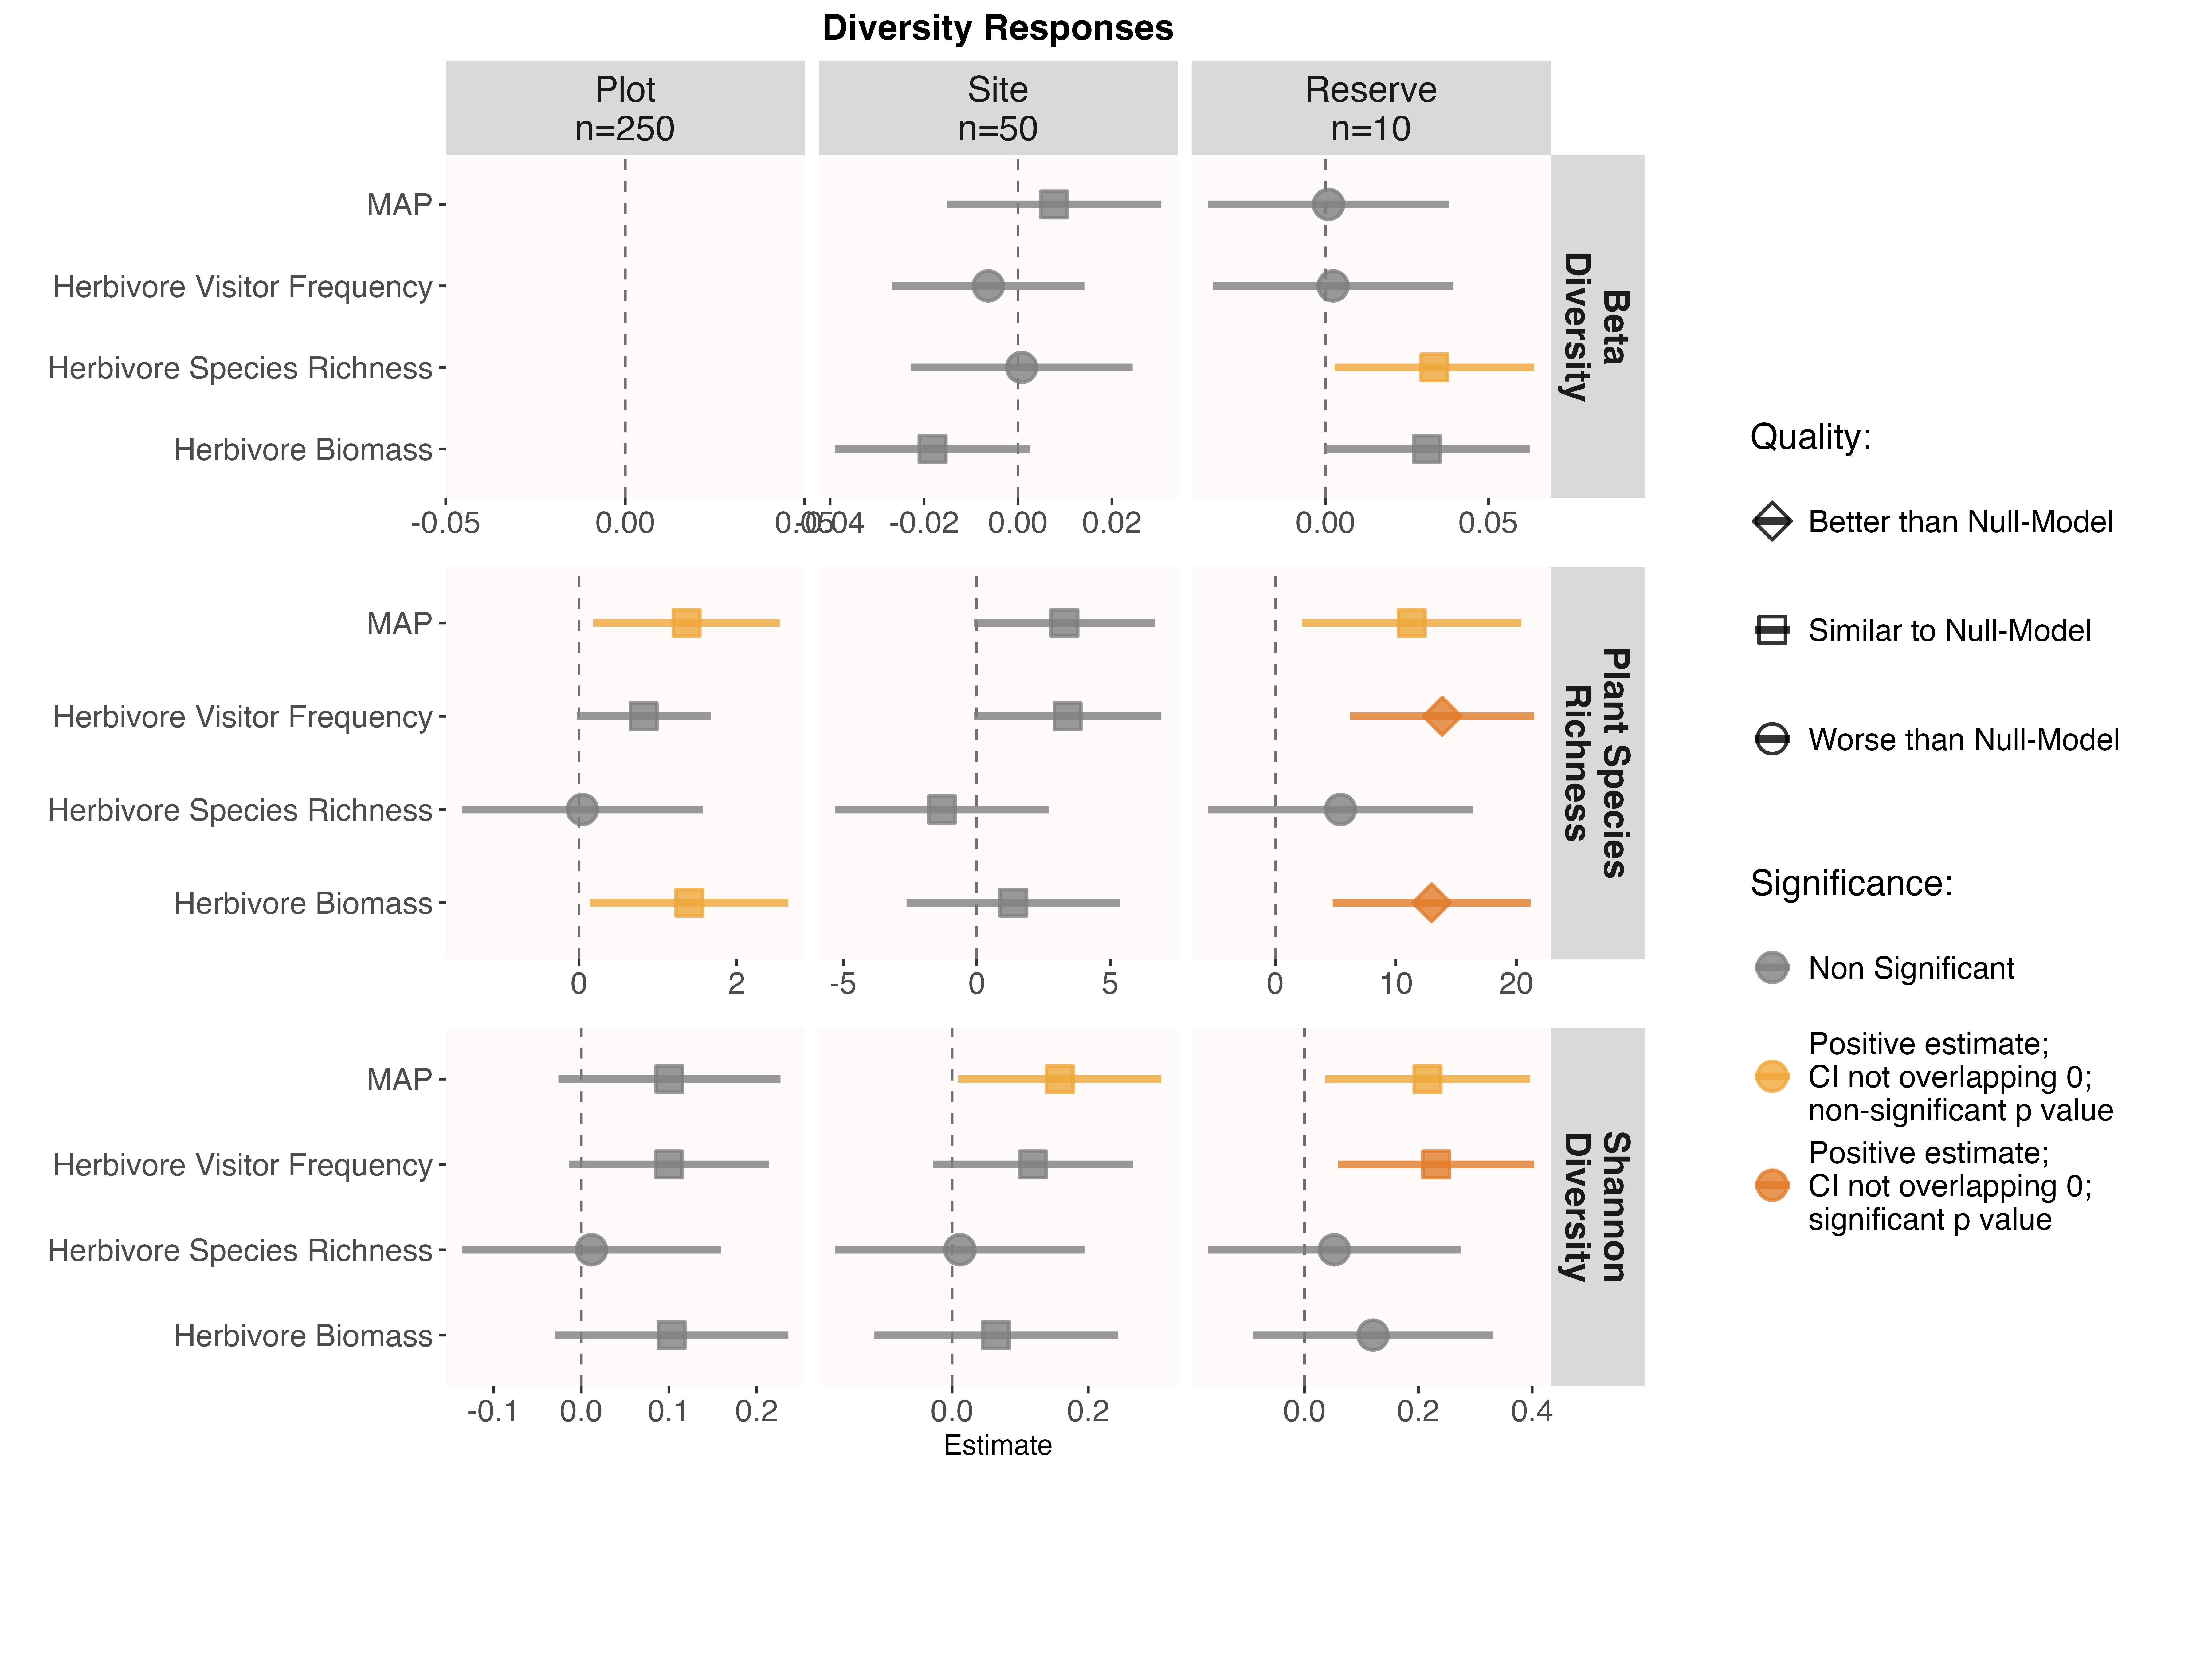 Diversity Responses
Plot
n=250
Site
n=50
Reserve
n=10
MAP
Herbivore Visitor Frequency
Herbivore Species Richness
Herbivore Biomass
Beta
Diversity
-0.05
0.00
0.05
-0.04
-0.02
0.00
0.02
0.00
0.05
MAP
Herbivore Visitor Frequency
Herbivore Species Richness
Herbivore Biomass
Plant Species
Richness
0
2
-5
0
5
0
10
20
MAP
Herbivore Visitor Frequency
Herbivore Species Richness
Herbivore Biomass
Shannon
Diversity
-0.1
0.0
0.1
0.2
0.0
0.2
0.0
0.2
0.4
Estimate
Quality:
Better than Null-Model
Similar to Null-Model
Worse than Null-Model
Significance:
Non Significant
Positive estimate;
CI not overlapping 0;
non-significant p value
Positive estimate;
CI not overlapping 0;
significant p value